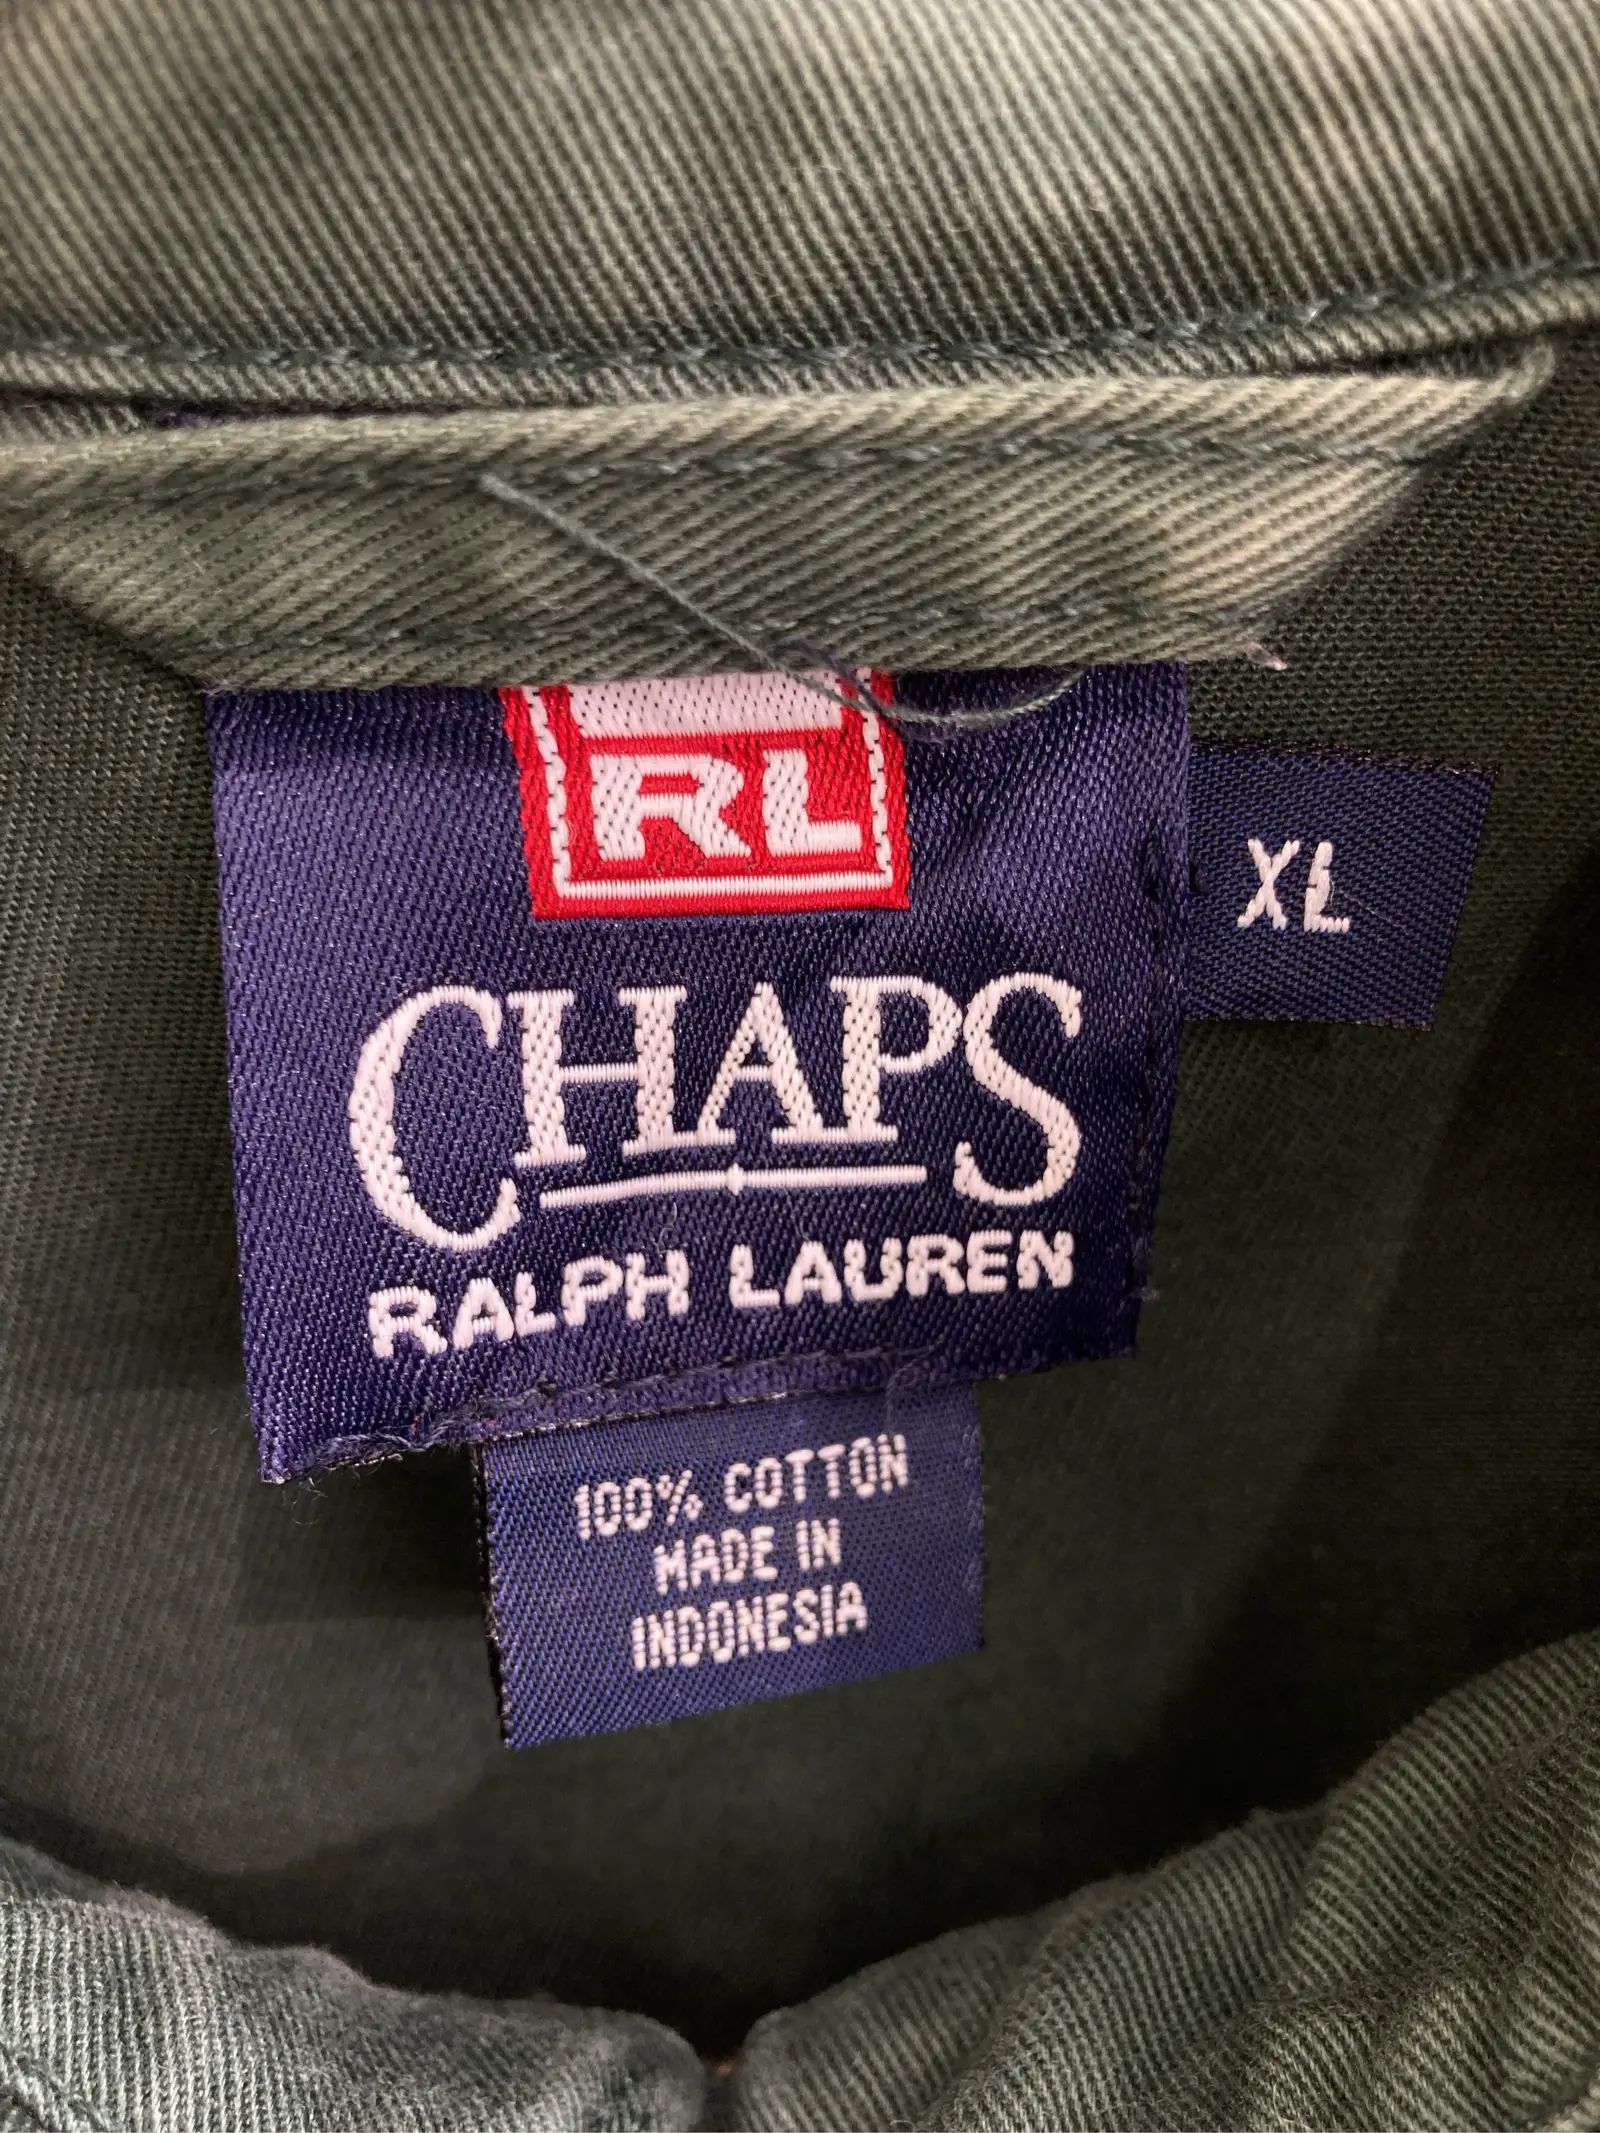 RL
XL
CHAPS
RALPH LAUREN
100% COTTON
MADE IN
INDONESIA